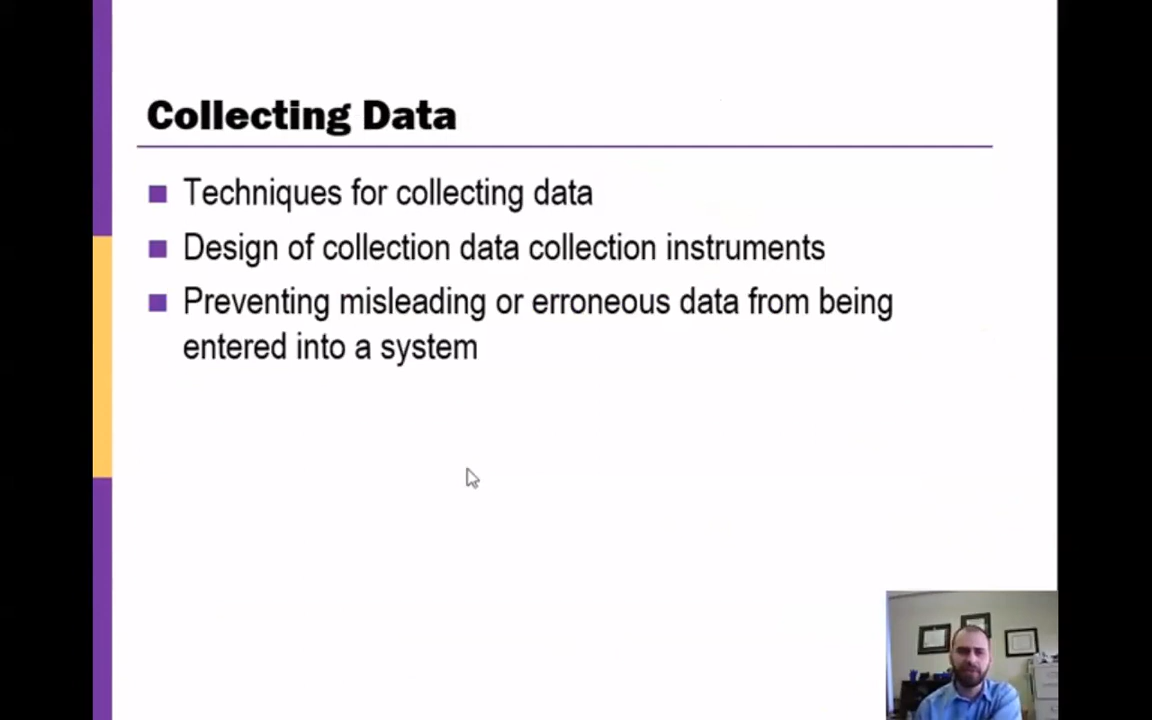 Collecting Data
Techniques for collecting data
Design of collection data collection instruments
Preventing misleading or erroneous data from being
entered into a system